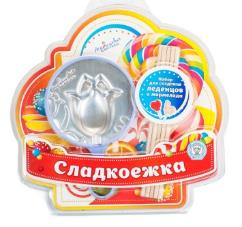 Набор
для создания
леденцов
и мармелада
Сладкоежка